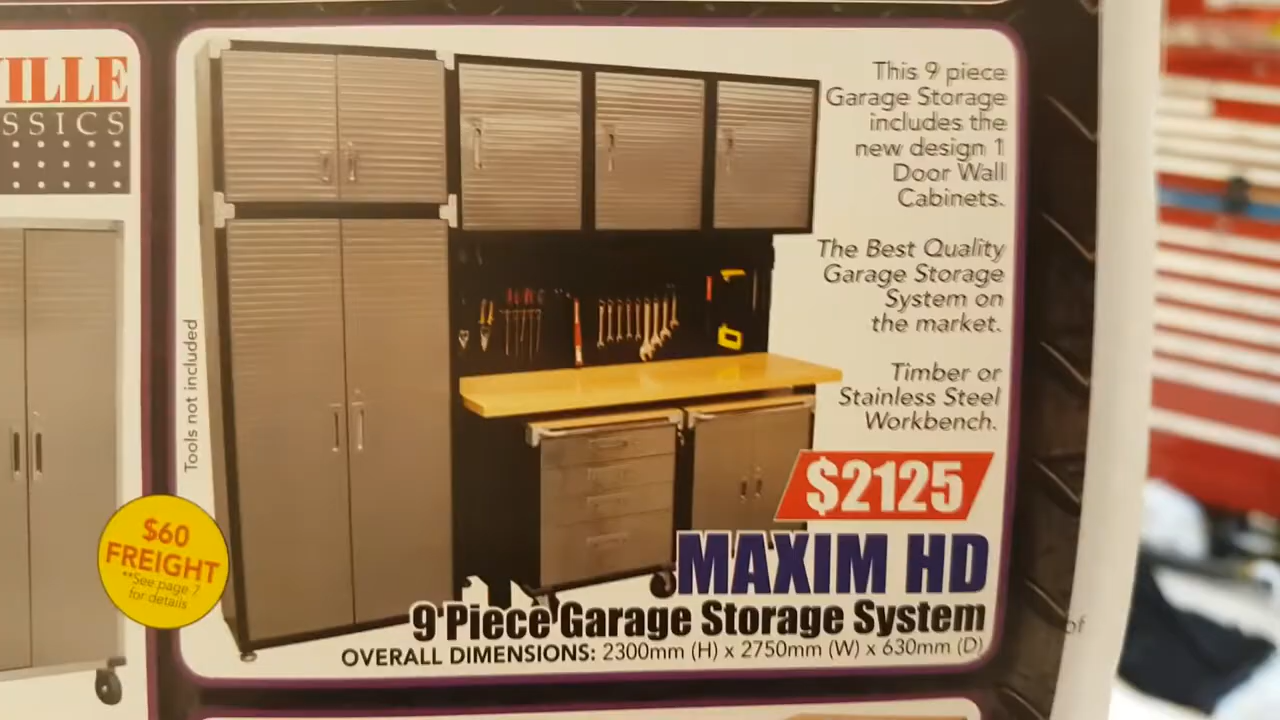 VILLE
SSICS
This 9 piece
Garage Storage
includes the
new design 1
Door Wall
Cabinets.
The Best Quality
Garage Storage
System on
the market.
Timber or
Stainless Steel
Workbench.
Tools not included
$2125
$60
FREIGHT
**See page 7
for details
MAXIM HD
9 Piece Garage Storage System
OVERALL DIMENSIONS: 2300mm (H) x 2750mm (W) x 630mm (D)
of